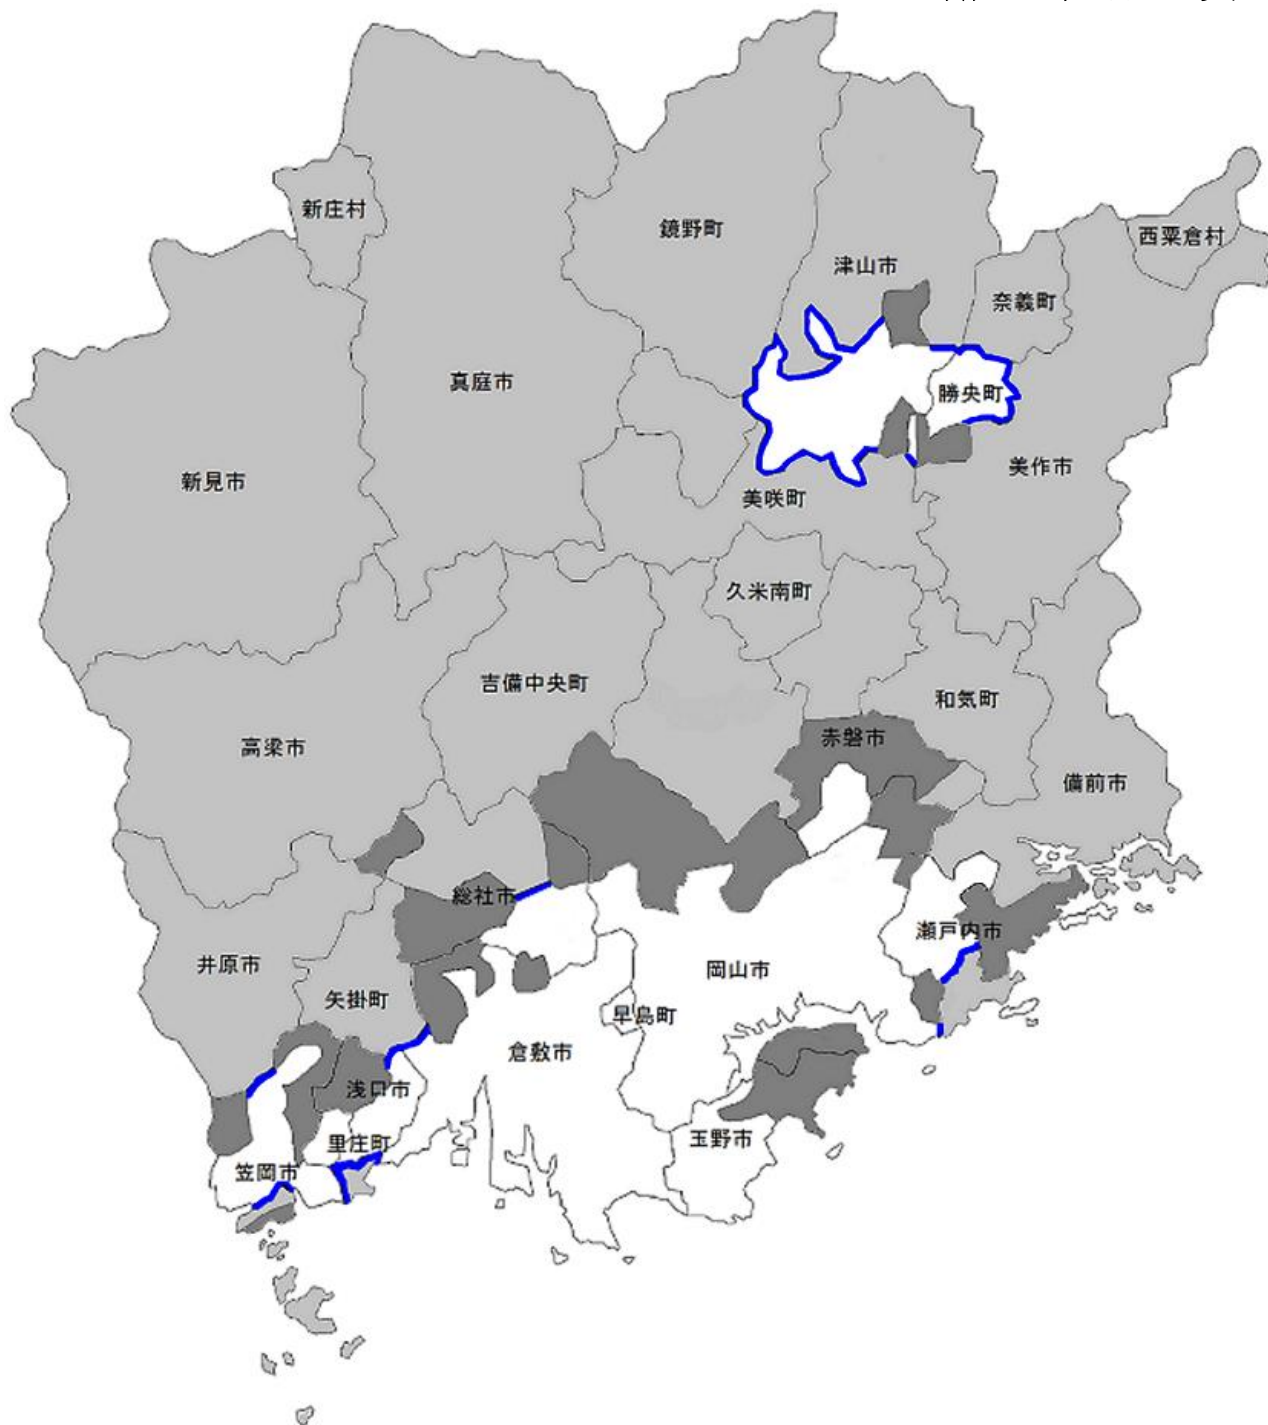 新庄村
鏡野町
西粟倉村
津山市
奈義町
真庭市
勝央町
新見市
美作市
美咲町
久米南町
吉備中央町
和気町
高梁市
赤磐市
備前市
総社市
瀬戸内市
井原市
岡山市
矢掛町
早島町
倉敷市
浅口市
里庄町
玉野市
笠岡市